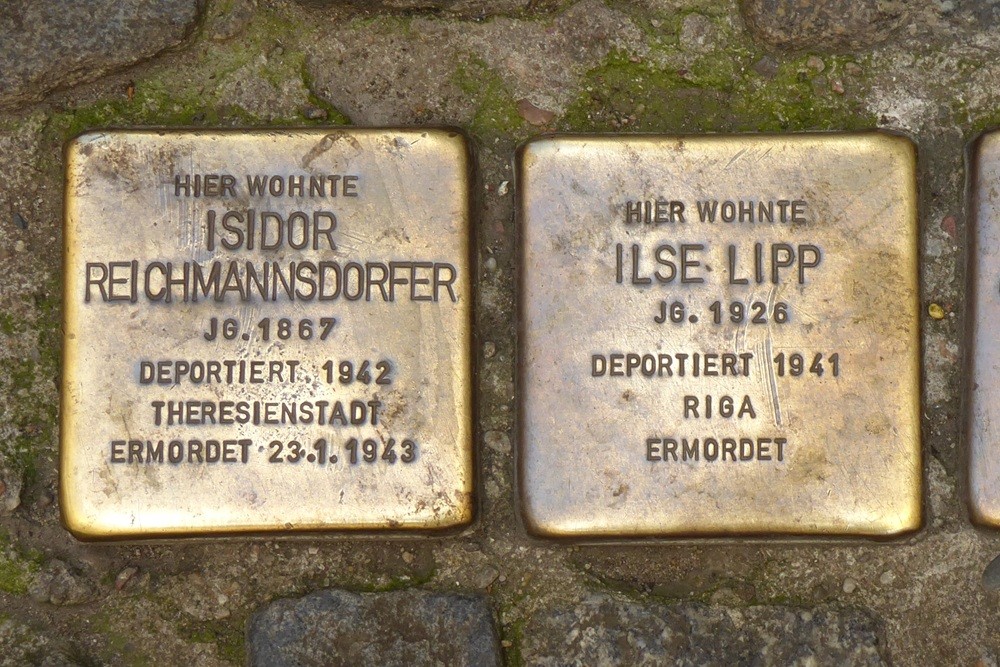 HIER WOHNTE
ISIDOR
REICHMANNSDORFER
JG. 1867
DEPORTIERT 1942
THERESIENSTADT
ERMORDET 23.1.1943
HIER WOHNTE
ILSE LIPP
JG. 1926
DEPORTIERT 1941
RIGA
ERMORDET